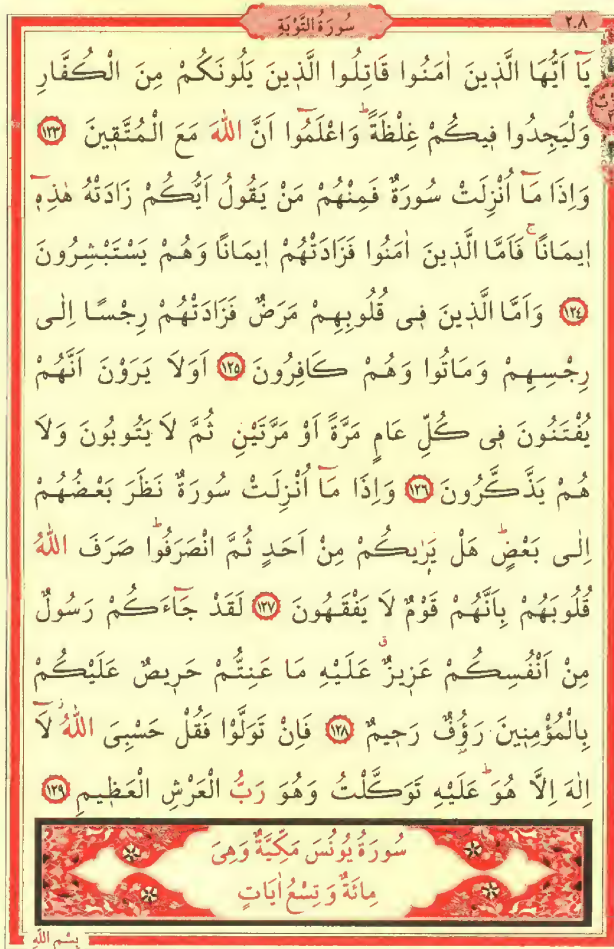 ٢٠٨
سُورَةُ التَّوْبَةِ
يَٓا اَيُّهَا الَّذ۪ينَ اٰمَنُوا قَاتِلُوا الَّذ۪ينَ يَلُونَكُمْ مِنَ الْكُفَّارِ
وَلْيَجِدُوا ف۪يكُمْ غِلْظَةًۜ وَاعْلَمُٓوا اَنَّ اللّٰهَ مَعَ الْمُتَّق۪ينَ ﴿١٢٣﴾
وَاِذَا مَٓا اُنْزِلَتْ سُورَةٌ فَمِنْهُمْ مَنْ يَقُولُ اَيُّكُمْ زَادَتْهُ هٰذِه۪ٓ
ا۪يمَانًاۚ فَاَمَّا الَّذ۪ينَ اٰمَنُوا فَزَادَتْهُمْ ا۪يمَانًا وَهُمْ يَسْتَبْشِرُونَ
﴿١٢٤﴾ وَاَمَّا الَّذ۪ينَ ف۪ى قُلُوبِهِمْ مَرَضٌ فَزَادَتْهُمْ رِجْسًا اِلٰى
رِجْسِهِمْ وَمَاتُوا وَهُمْ كَافِرُونَ ﴿١٢٥﴾ اَوَلَا يَرَوْنَ اَنَّهُمْ
يُفْتَنُونَ ف۪ى كُلِّ عَامٍ مَرَّةً اَوْ مَرَّتَيْنِ ثُمَّ لَا يَتُوبُونَ وَلَا
هُمْ يَذَّكَّرُونَ ﴿١٢٦﴾ وَاِذَا مَٓا اُنْزِلَتْ سُورَةٌ نَظَرَ بَعْضُهُمْ
اِلٰى بَعْضٍۜ هَلْ يَرٰيكُمْ مِنْ اَحَدٍ ثُمَّ انْصَرَفُواۜ صَرَفَ اللّٰهُ
قُلُوبَهُمْ بِاَنَّهُمْ قَوْمٌ لَا يَفْقَهُونَ ﴿١٢٧﴾ لَقَدْ جَٓاءَكُمْ رَسُولٌ
مِنْ اَنْفُسِكُمْ عَز۪يزٌ عَلَيْهِ مَا عَنِتُّمْ حَر۪يصٌ عَلَيْكُمْ
بِالْمُؤْمِن۪ينَ رَؤُ۫فٌ رَح۪يمٌ ﴿١٢٨﴾ فَاِنْ تَوَلَّوْا فَقُلْ حَسْبِىَ اللّٰهُۘ لَٓا
اِلٰهَ اِلَّا هُوَۜ عَلَيْهِ تَوَكَّلْتُ وَهُوَ رَبُّ الْعَرْشِ الْعَظ۪يمِ ﴿١٢٩﴾
سُورَةُ يُونُسَ مَكِّيَّةٌ وَهِىَ
مِائَةٌ وَ تِسْعُ اٰيَاتٍ
بِسْمِ اللّٰهِ